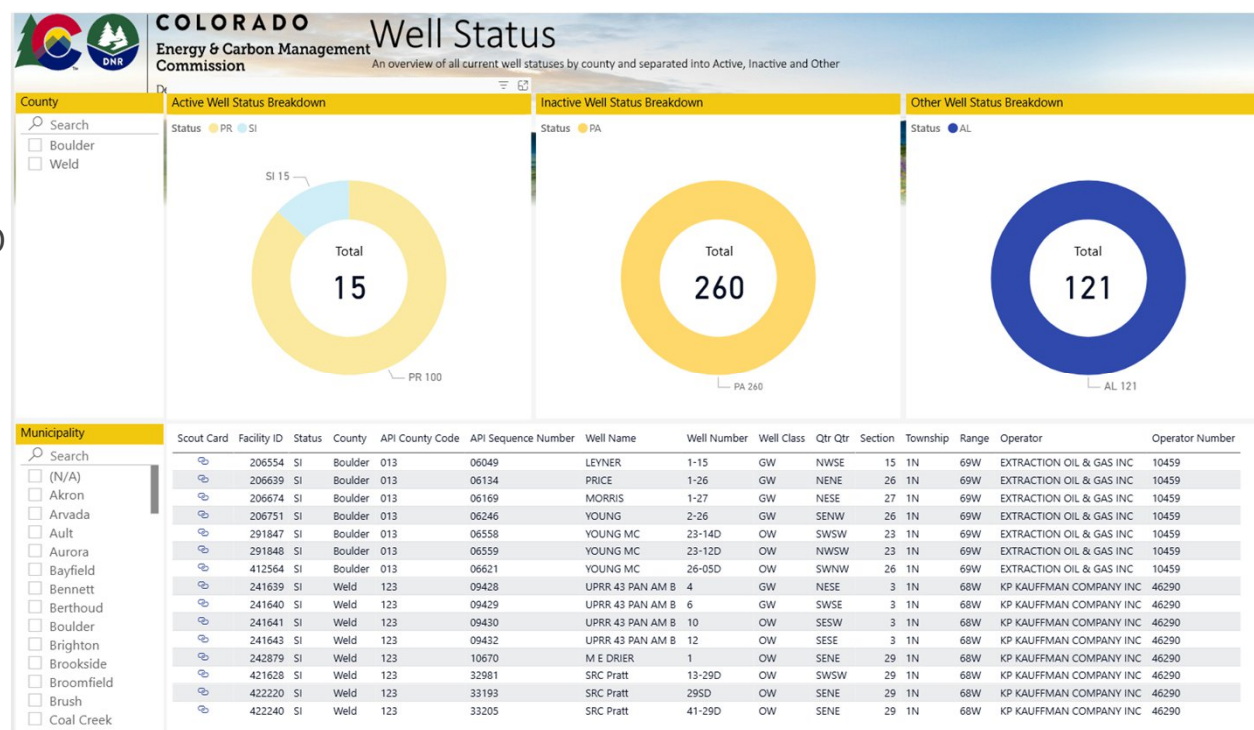 COLORADO
Energy & Carbon Management
Commission
DNR
TM
Well Status
An overview of all current well statuses by county and separated into Active, Inactive and Other
County
Search
Boulder
Weld
Active Well Status Breakdown
Status PR SI
SI 15
Total
15
PR 100
Inactive Well Status Breakdown
Status PA
Total
260
PA 260
Other Well Status Breakdown
Status AL
Total
121
AL 121
Municipality
Search
(N/A)
Akron
Arvada
Ault
Aurora
Bayfield
Bennett
Berthoud
Boulder
Brighton
Brookside
Broomfield
Brush
Coal Creek
Scout Card Facility ID Status County API County Code API Sequence Number Well Name Well Number Well Class Qtr Qtr Section Township Range Operator Operator Number
206554 SI Boulder 013 06049 LEYNER 1-15 GW NWSE 15 1N 69W EXTRACTION OIL & GAS INC 10459
206639 SI Boulder 013 06134 PRICE 1-26 GW NENE 26 1N 69W EXTRACTION OIL & GAS INC 10459
206674 SI Boulder 013 06169 MORRIS 1-27 GW NESE 27 1N 69W EXTRACTION OIL & GAS INC 10459
206751 SI Boulder 013 06246 YOUNG 2-26 GW SENW 26 1N 69W EXTRACTION OIL & GAS INC 10459
291847 SI Boulder 013 06558 YOUNG MC 23-14D OW SWSW 23 1N 69W EXTRACTION OIL & GAS INC 10459
291848 SI Boulder 013 06559 YOUNG MC 23-12D OW NWSW 23 1N 69W EXTRACTION OIL & GAS INC 10459
412564 SI Boulder 013 06621 YOUNG MC 26-05D OW SWNW 26 1N 69W EXTRACTION OIL & GAS INC 10459
241639 SI Weld 123 09428 UPRR 43 PAN AM B 4 GW NESE 3 1N 68W KP KAUFFMAN COMPANY INC 46290
241640 SI Weld 123 09429 UPRR 43 PAN AM B 6 GW SWSE 3 1N 68W KP KAUFFMAN COMPANY INC 46290
241641 SI Weld 123 09430 UPRR 43 PAN AM B 10 OW SESW 3 1N 68W KP KAUFFMAN COMPANY INC 46290
241643 SI Weld 123 09432 UPRR 43 PAN AM B 12 OW SESE 3 1N 68W KP KAUFFMAN COMPANY INC 46290
242879 SI Weld 123 10670 M E DRIER 1 OW SENE 29 1N 68W KP KAUFFMAN COMPANY INC 46290
421628 SI Weld 123 32981 SRC Pratt 13-29D OW SWSW 29 1N 68W KP KAUFFMAN COMPANY INC 46290
422220 SI Weld 123 33193 SRC Pratt 29SD OW SENE 29 1N 68W KP KAUFFMAN COMPANY INC 46290
422240 SI Weld 123 33205 SRC Pratt 41-29D OW SENE 29 1N 68W KP KAUFFMAN COMPANY INC 46290